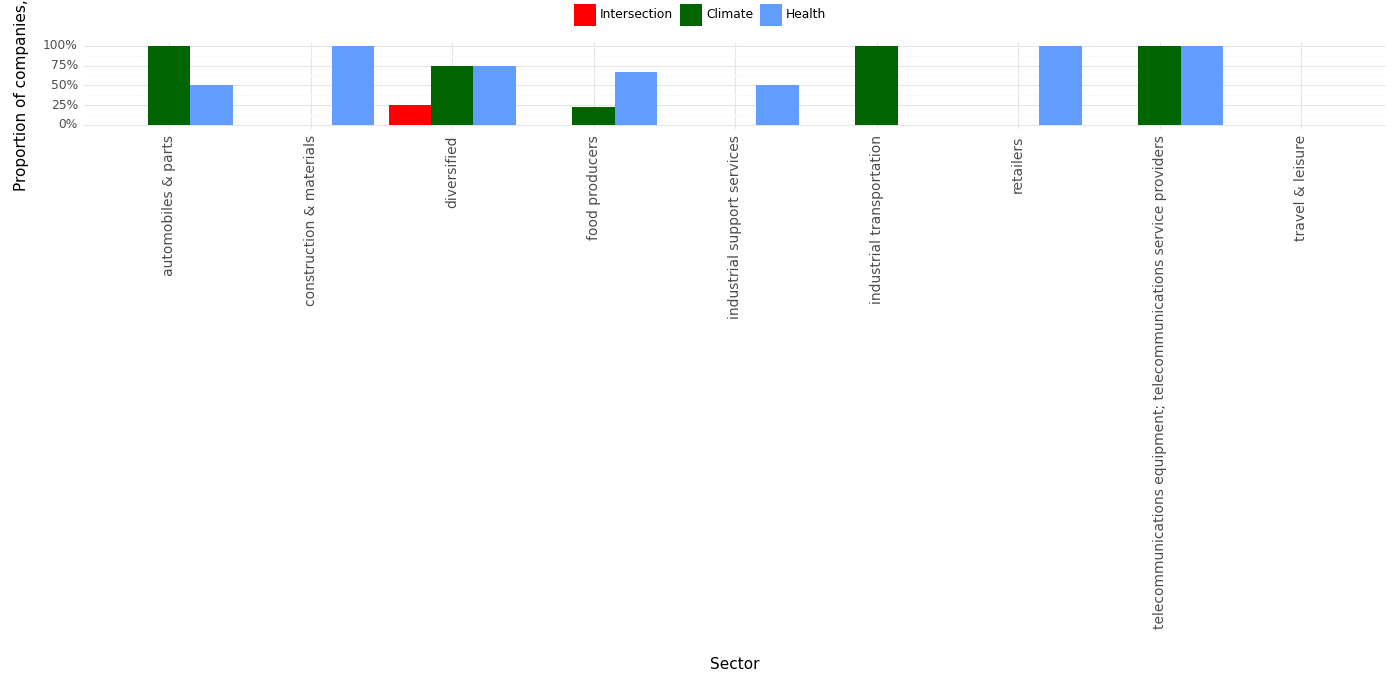 Intersection Climate Health
Proportion of companies,
100%
75%
50%
25%
0%
automobiles & parts
construction & materials
diversified
food producers
industrial support services
industrial transportation
retailers
telecommunications equipment; telecommunications service providers
travel & leisure
Sector